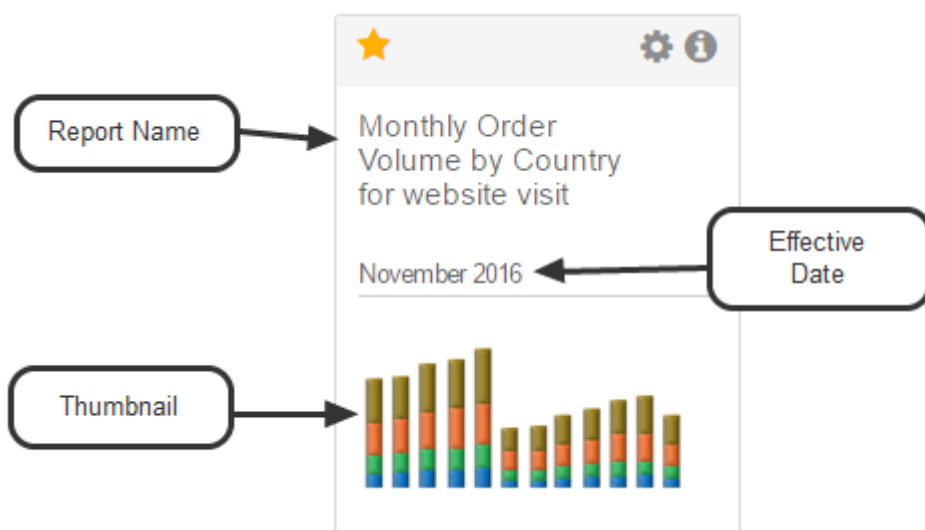 Report Name
Monthly Order
Volume by Country
for website visit
Effective
Date
November 2016
Thumbnail